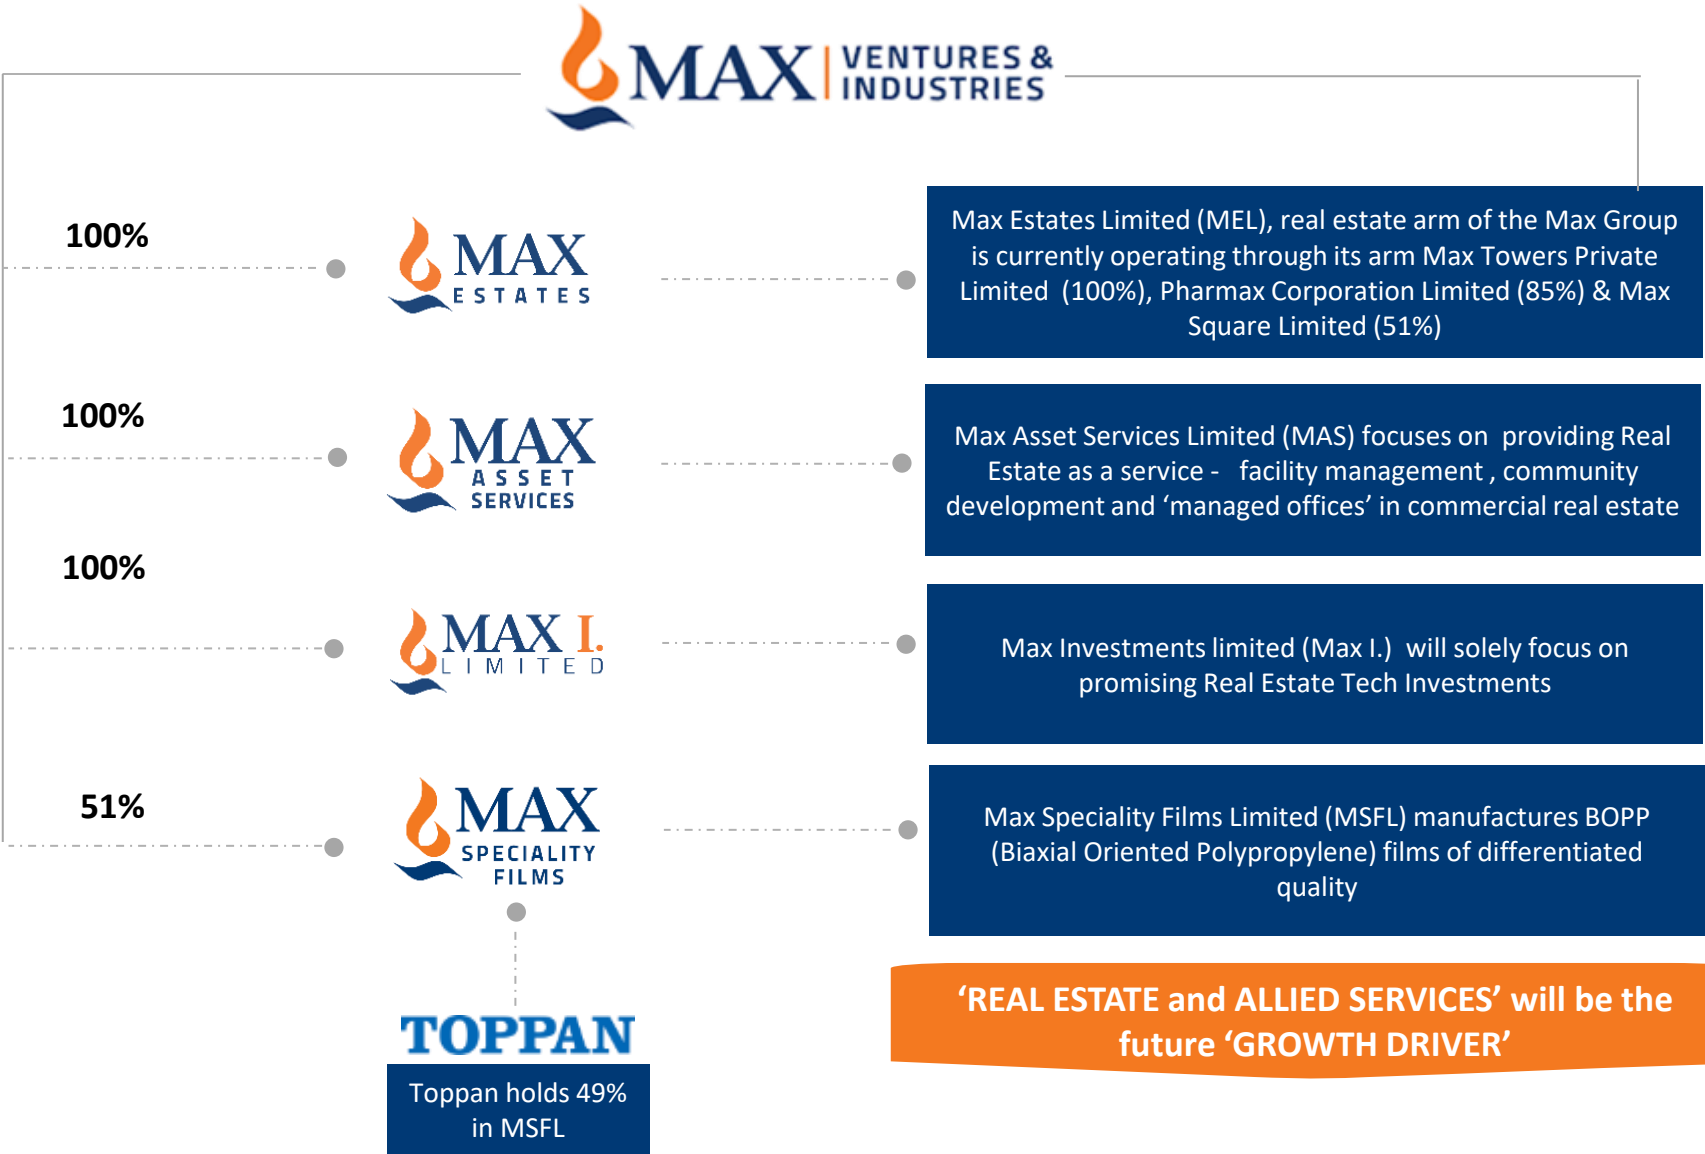 MAX VENTURES &
INDUSTRIES
100%
MAX
ESTATES
Max Estates Limited (MEL), real estate arm of the Max Group
is currently operating through its arm Max Towers Private
Limited (100%), Pharmax Corporation Limited (85%) & Max
Square Limited (51%)
100%
MAX
ASSET
SERVICES
Max Asset Services Limited (MAS) focuses on providing Real
Estate as a service - facility management , community
development and ‘managed offices’ in commercial real estate
100%
MAX I.
LIMITED
Max Investments limited (Max I.) will solely focus on
promising Real Estate Tech Investments
51%
MAX
SPECIALITY
FILMS
Max Speciality Films Limited (MSFL) manufactures BOPP
(Biaxial Oriented Polypropylene) films of differentiated
quality
‘REAL ESTATE and ALLIED SERVICES’ will be the
future ‘GROWTH DRIVER’
TOPPAN
Toppan holds 49%
in MSFL